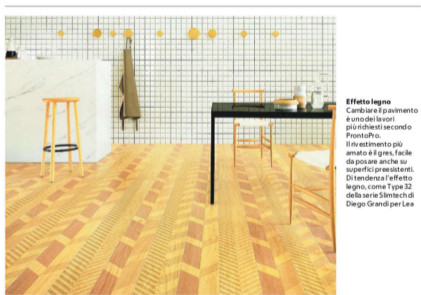 Effetto legno
Cambiare il pavimento
è uno dei lavori
più richiesti secondo
ProntoPro.
Il rivestimento più
amato è il gres, facile
da posare anche su
superfici preesistenti.
Di tendenza l'effetto
legno, come Type 32
della serie Slimtech di
Diego Grandi per Lea